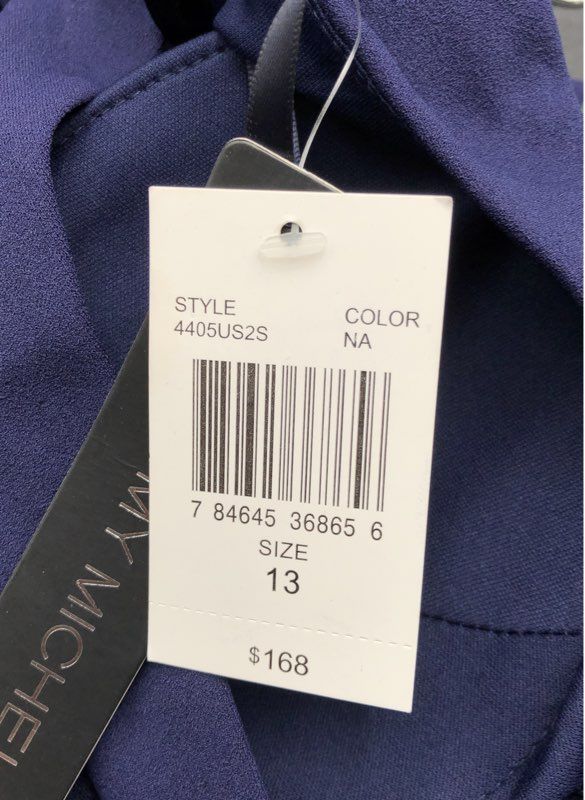 STYLE
4405US2S
COLOR
NA
7 84645 36865 6
SIZE
13
$168
MY MICHEL